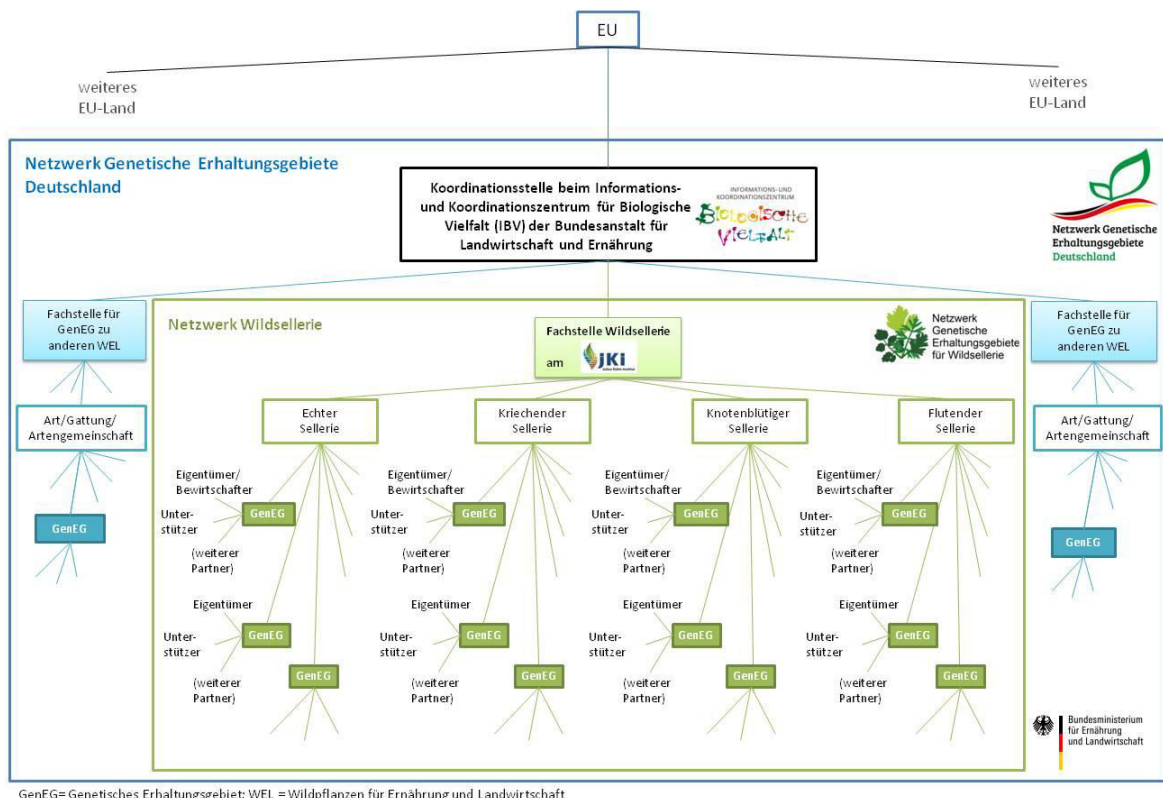 EU
weiteres
EU-Land
weiteres
EU-Land
Netzwerk Genetische Erhaltungsgebiete
Deutschland
Koordinationsstelle beim Informations-
und Koordinationszentrum für Biologische
Vielfalt (IBV) der Bundesanstalt für
Landwirtschaft und Ernährung
INFORMATIONS- UND
KOORDINATIONSZENTRUM
BiOLOGiSCHE
ViELFALT
Netzwerk Genetische
Erhaltungsgebiete
Deutschland
Fachstelle für
GenEG zu
anderen WEL
Netzwerk Wildsellerie
Fachstelle Wildsellerie
am JKi
Netzwerk
Genetische
Erhaltungsgebiete
für Wildsellerie
Fachstelle für
GenEG zu
anderen WEL
Art/Gattung/
Artengemeinschaft
Echter
Sellerie
Kriechender
Sellerie
Knotenblütiger
Sellerie
Flutender
Sellerie
Art/Gattung/
Artengemeinschaft
GenEG
Eigentümer/
Bewirtschafter
GenEG
Unter-
stützer
(weiterer
Partner)
Eigentümer/
Bewirtschafter
GenEG
Unter-
stützer
(weiterer
Partner)
Eigentümer/
Bewirtschafter
GenEG
Unter-
stützer
(weiterer
Partner)
Eigentümer/
Bewirtschafter
GenEG
Unter-
stützer
(weiterer
Partner)
GenEG
Eigentümer
GenEG
Unter-
stützer
(weiterer
Partner)
GenEG
Eigentümer
GenEG
Unter-
stützer
(weiterer
Partner)
GenEG
Eigentümer
GenEG
Unter-
stützer
(weiterer
Partner)
GenEG
Eigentümer
GenEG
Unter-
stützer
(weiterer
Partner)
GenEG
Bundesministerium
für Ernährung
und Landwirtschaft
GenEG= Genetisches Erhaltungsgebiet; WEL = Wildpflanzen für Ernährung und Landwirtschaft